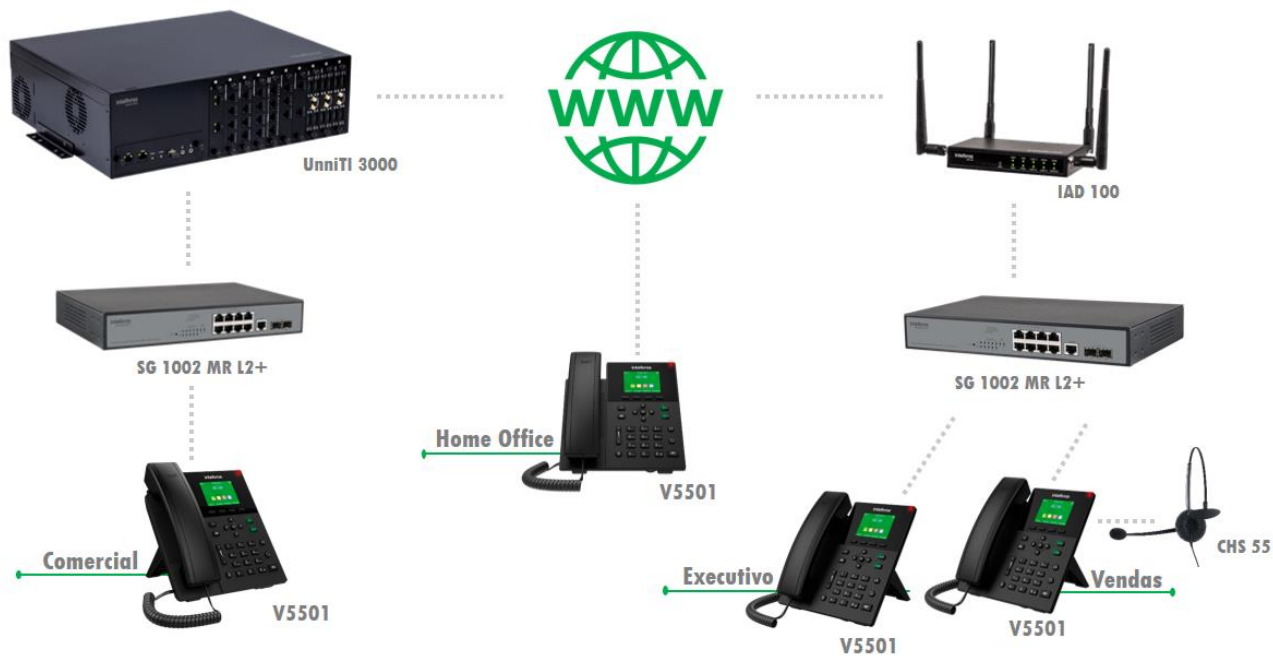 WWW
UnniTI 3000
IAD 100
SG 1002 MR L2+
SG 1002 MR L2+
Home Office
V5501
Comercial
V5501
Executivo
V5501
Vendas
V5501
CHS 55